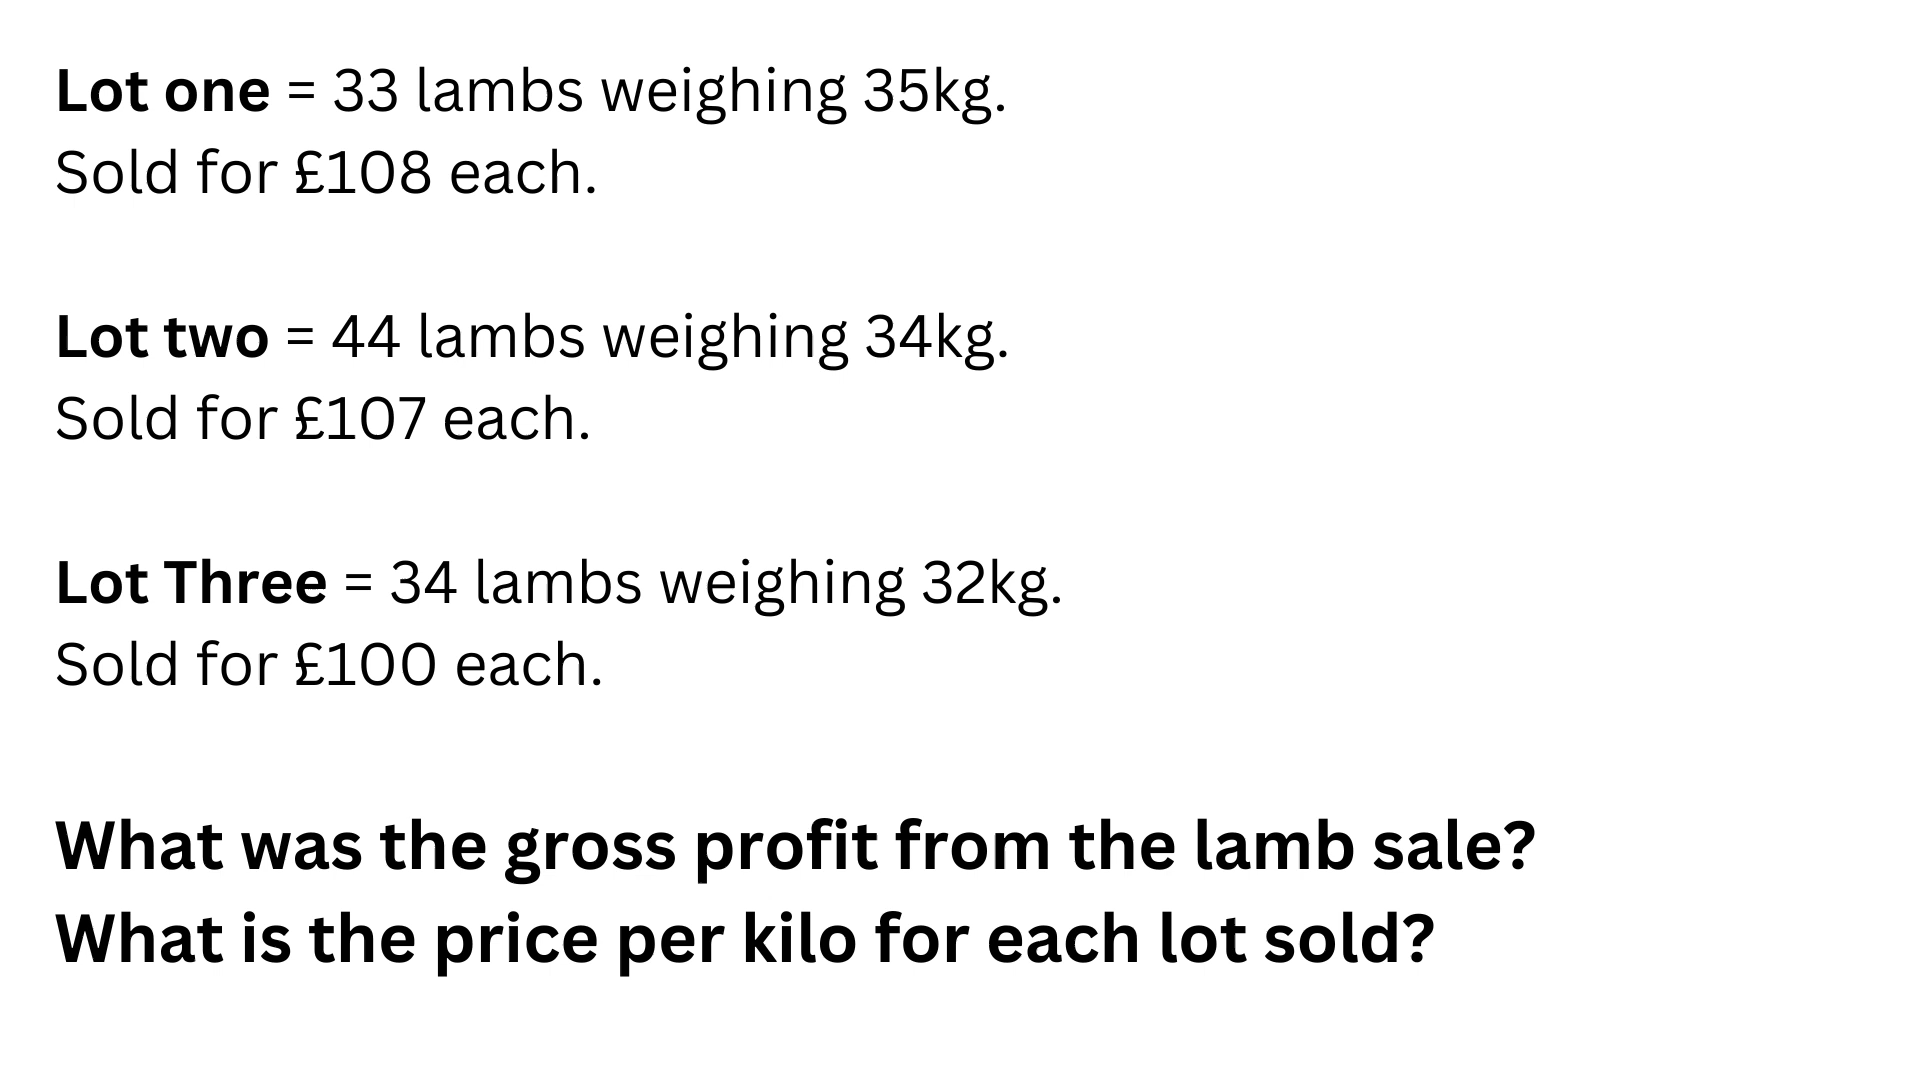 Lot one = 33 lambs weighing 35kg.
Sold for £108 each.
Lot two = 44 lambs weighing 34kg.
Sold for £107 each.
Lot Three = 34 lambs weighing 32kg.
Sold for £100 each.
What was the gross profit from the lamb sale?
What is the price per kilo for each lot sold?